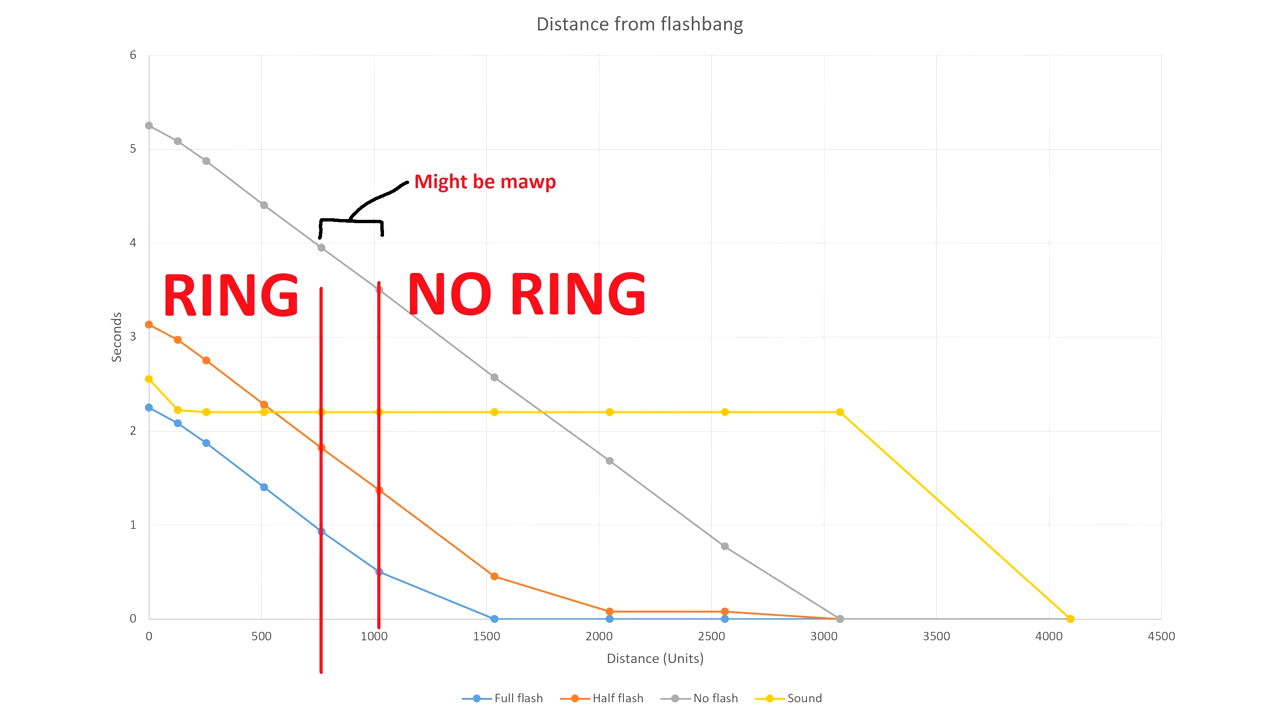 Distance from flashbang
6
5
Might be mawp
4
RING NO RING
3
Seconds
2
1
0
0 500 1000 1500 2000 2500 3000 3500 4000 4500
Distance (Units)
Full flash Half flash No flash Sound